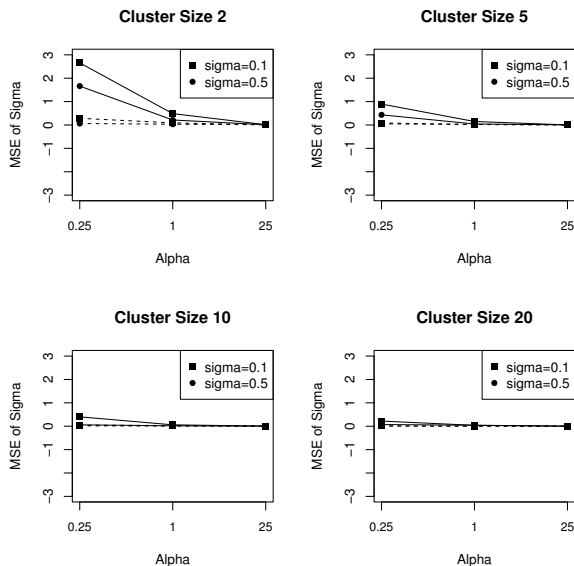 Cluster Size 2
MSE of Sigma
3
2
1
0
-1
-3
sigma=0.1
sigma=0.5
0.25 1 25
Alpha
Cluster Size 5
MSE of Sigma
3
2
1
0
-1
-3
sigma=0.1
sigma=0.5
0.25 1 25
Alpha
Cluster Size 10
MSE of Sigma
3
2
1
0
-1
-3
sigma=0.1
sigma=0.5
0.25 1 25
Alpha
Cluster Size 20
MSE of Sigma
3
2
1
0
-1
-3
sigma=0.1
sigma=0.5
0.25 1 25
Alpha